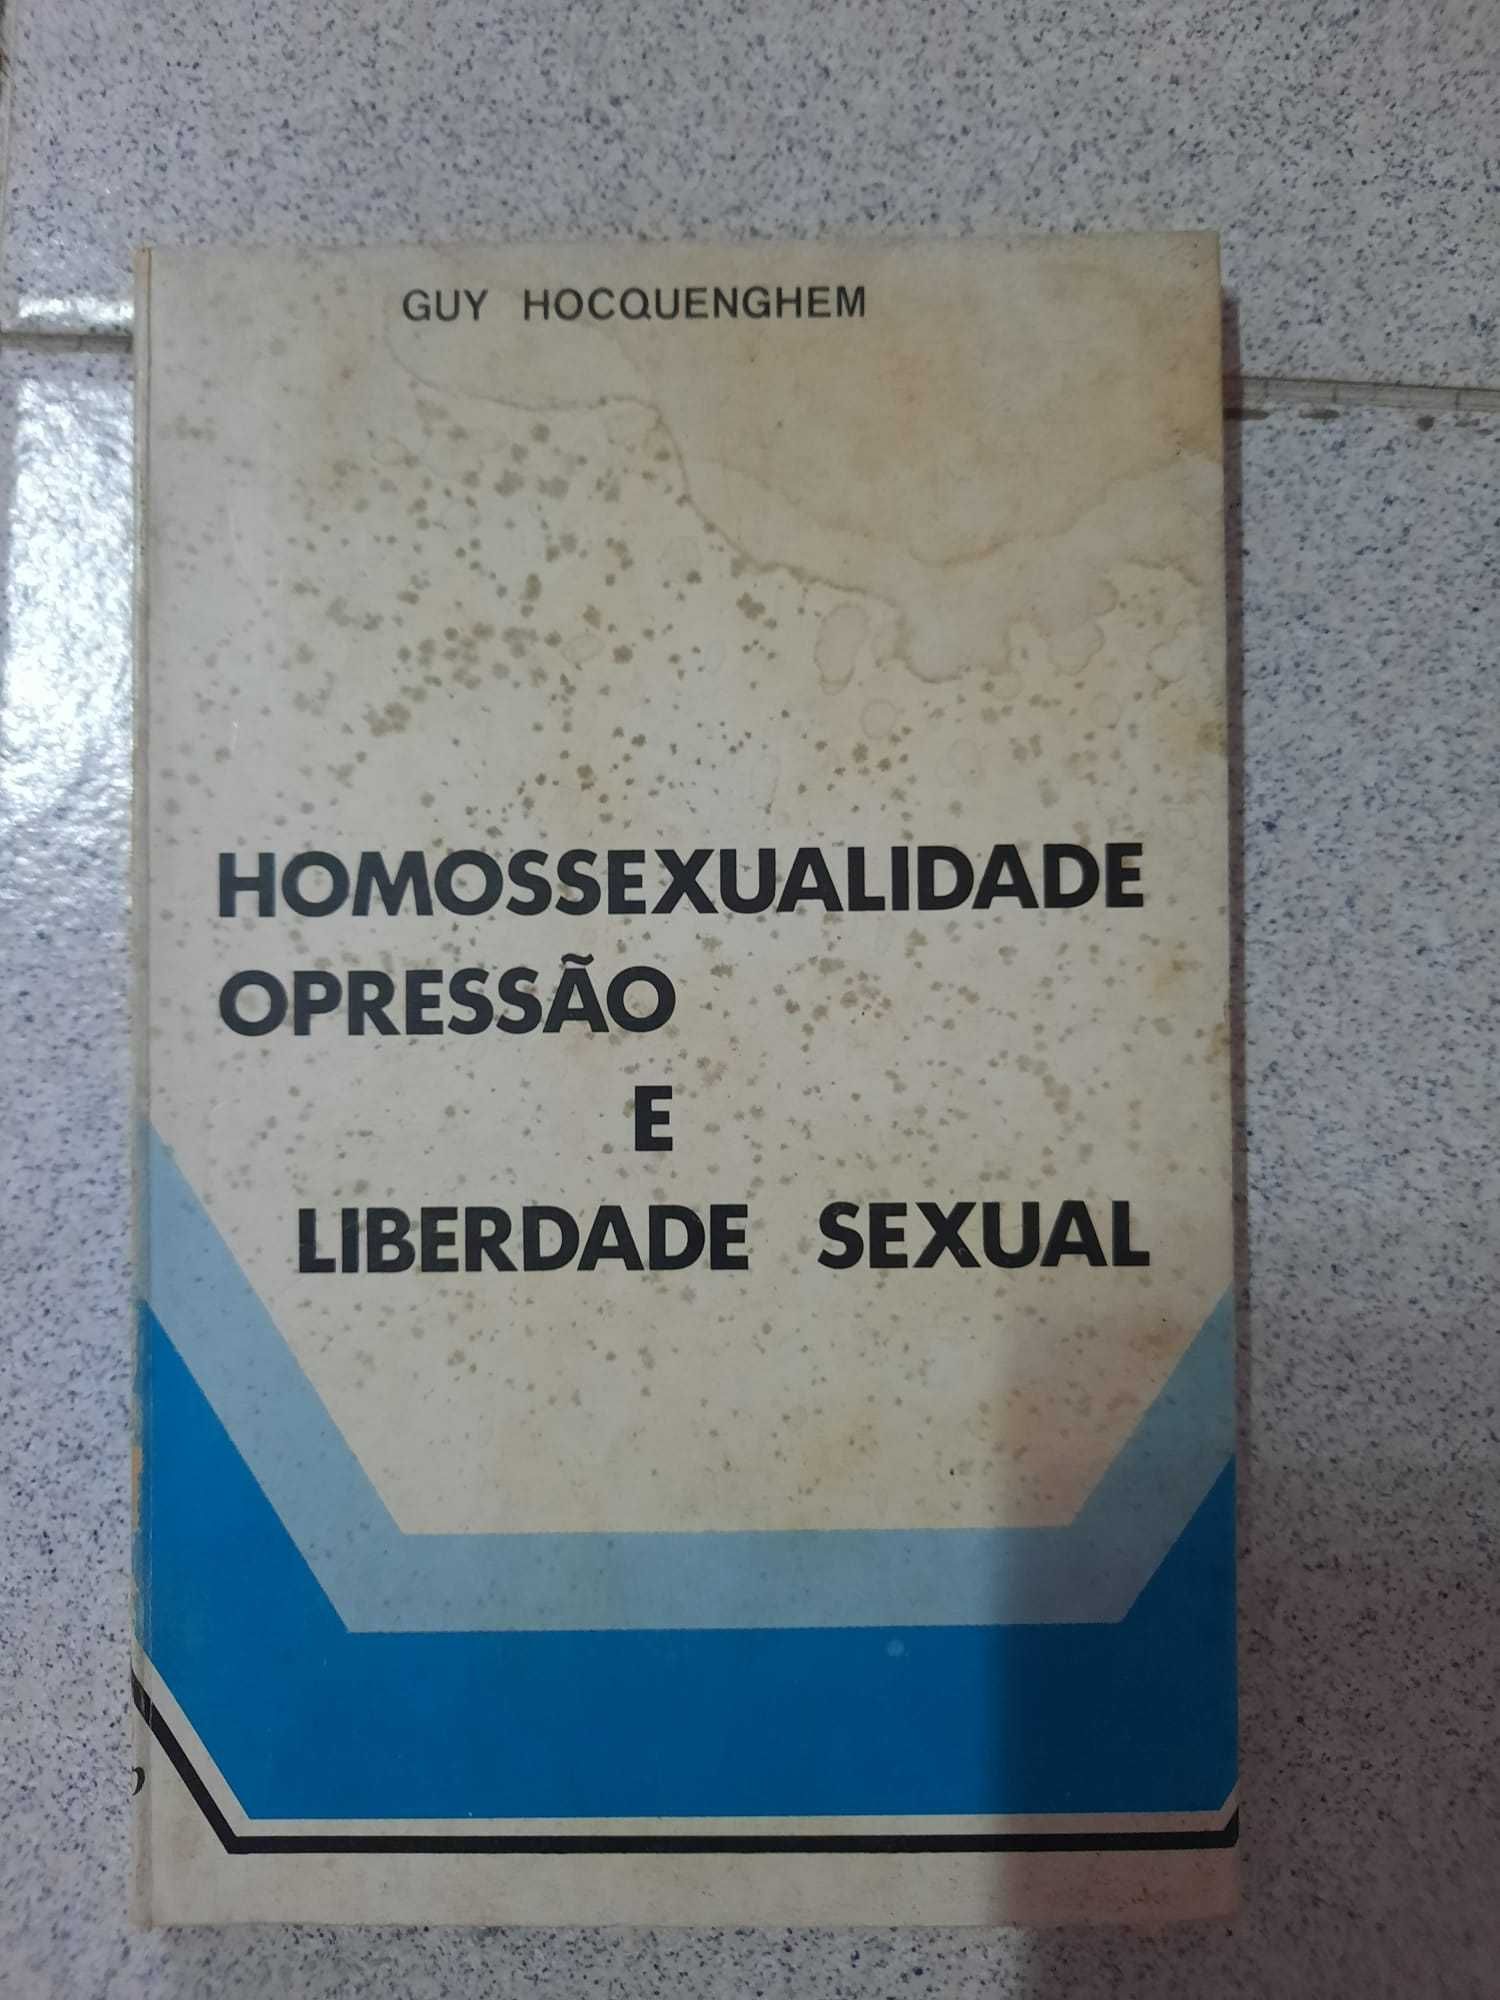 GUY HOCQUENGHEM
HOMOSSEXUALIDADE
OPRESSÃO
E
LIBERDADE SEXUAL